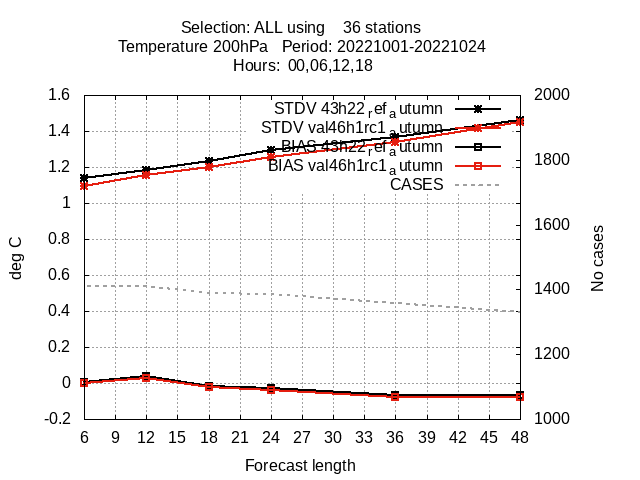 Selection: ALL using    36 stations
Temperature 200hPa   Period: 20221001-20221024
Hours:  00,06,12,18
1.6 STDV 43h22_ref_autumn 2000
1.4 STDV val46h1rc1_autumn
BIAS 43h22_ref_autumn
1.2 BIAS val46h1rc1_autumn 1800
1 CASES
0.8 1600
0.6
0.4 1400
0.2 1200
0
-0.2 1000
deg C
No cases
6 9 12 15 18 21 24 27 30 33 36 39 42 45 48
Forecast length